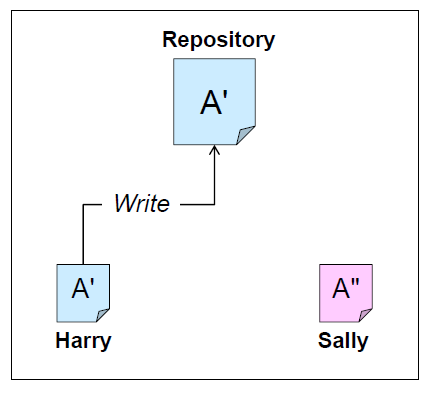 Repository
A'
Write
A'
A"
Harry
Sally